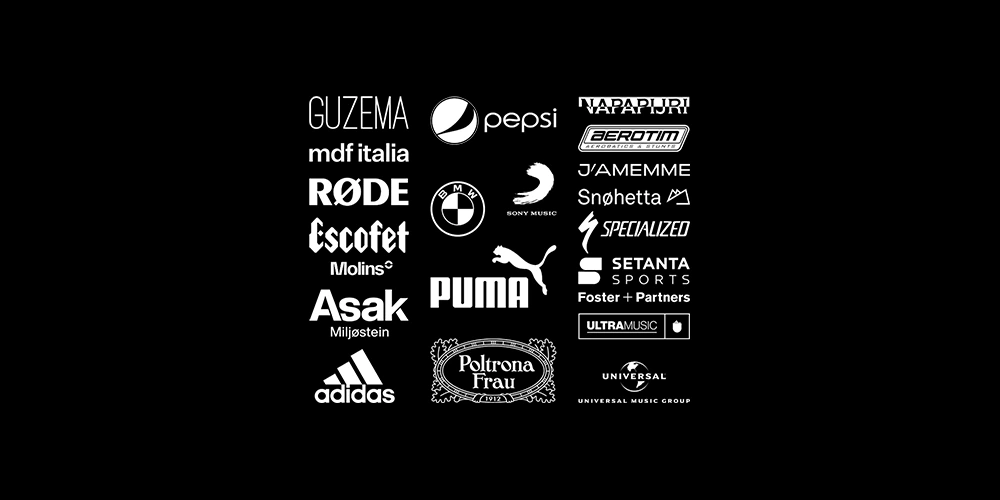 GUZEMA
mdf italia
RØDE
Escofet
Molins
Asak
Miljøstein
adidas
pepsi
BMW
SONY MUSIC
PUMA
Poltrona
Frau
1912
NAPAPIJRI
AEROTIM
AEROBATICS & STUNTS
J'AMEMME
Snøhetta
SPECIALIZED
SETANTA
SPORTS
Foster + Partners
ULTRAMUSIC
UNIVERSAL
UNIVERSAL MUSIC GROUP